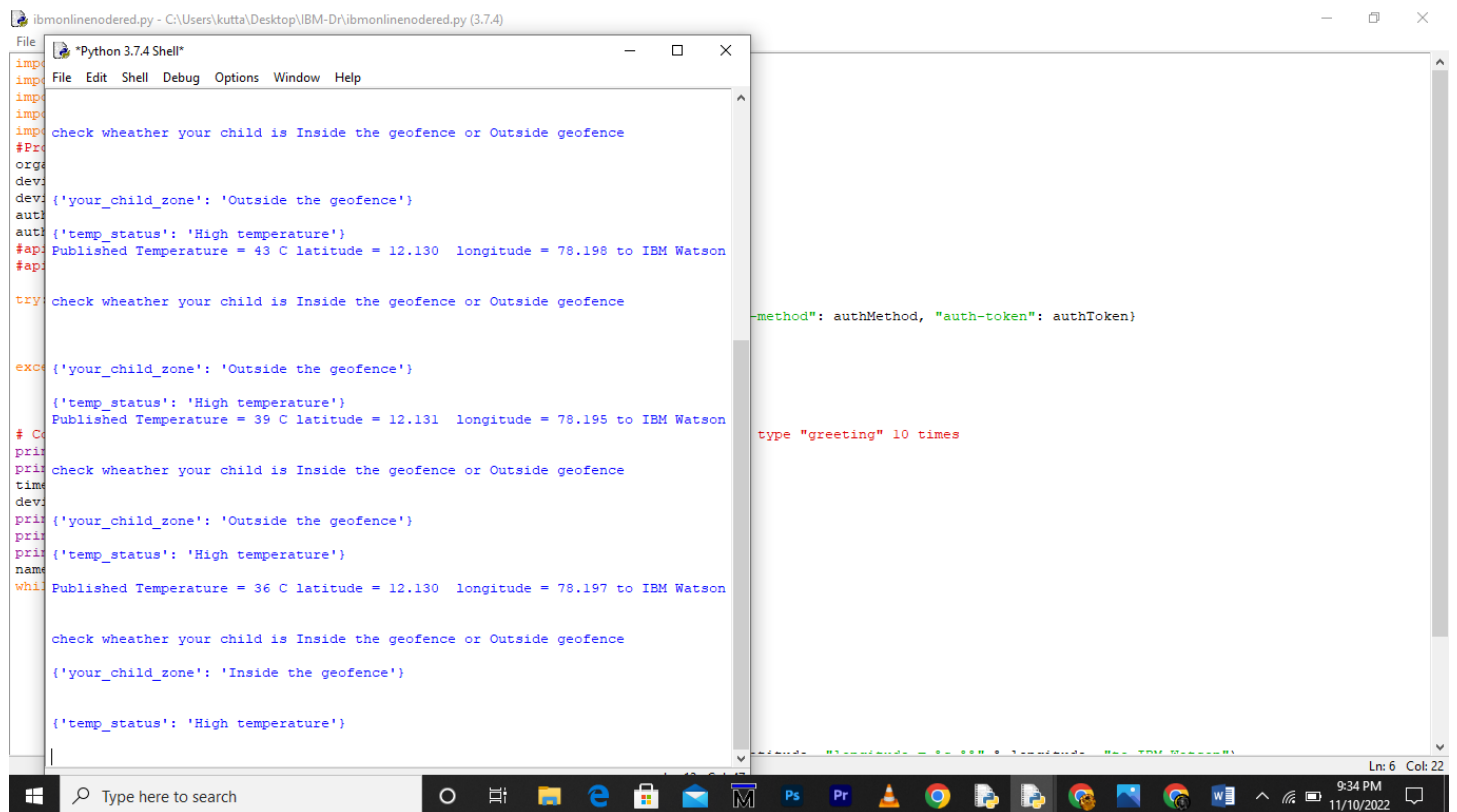 ibmonlinenodered.py - C:\Users\kutta\Desktop\IBM-Dr\ibmonlinenodered.py (3.7.4)
File
*Python 3.7.4 Shell*
File Edit Shell Debug Options Window Help
check wheather your child is Inside the geofence or Outside geofence
{'your_child_zone': 'Outside the geofence'}
{'temp_status': 'High temperature'}
Published Temperature = 43 C latitude = 12.130 longitude = 78.198 to IBM Watson
check wheather your child is Inside the geofence or Outside geofence
{'your_child_zone': 'Outside the geofence'}
{'temp_status': 'High temperature'}
Published Temperature = 39 C latitude = 12.131 longitude = 78.195 to IBM Watson
check wheather your child is Inside the geofence or Outside geofence
{'your_child_zone': 'Outside the geofence'}
{'temp_status': 'High temperature'}
Published Temperature = 36 C latitude = 12.130 longitude = 78.197 to IBM Watson
check wheather your child is Inside the geofence or Outside geofence
{'your_child_zone': 'Inside the geofence'}
{'temp_status': 'High temperature'}
try:
-method": authMethod, "auth-token": authToken}
type "greeting" 10 times
Ln: 6 Col: 22
Type here to search
Ps
Pr
W
9:34 PM
11/10/2022